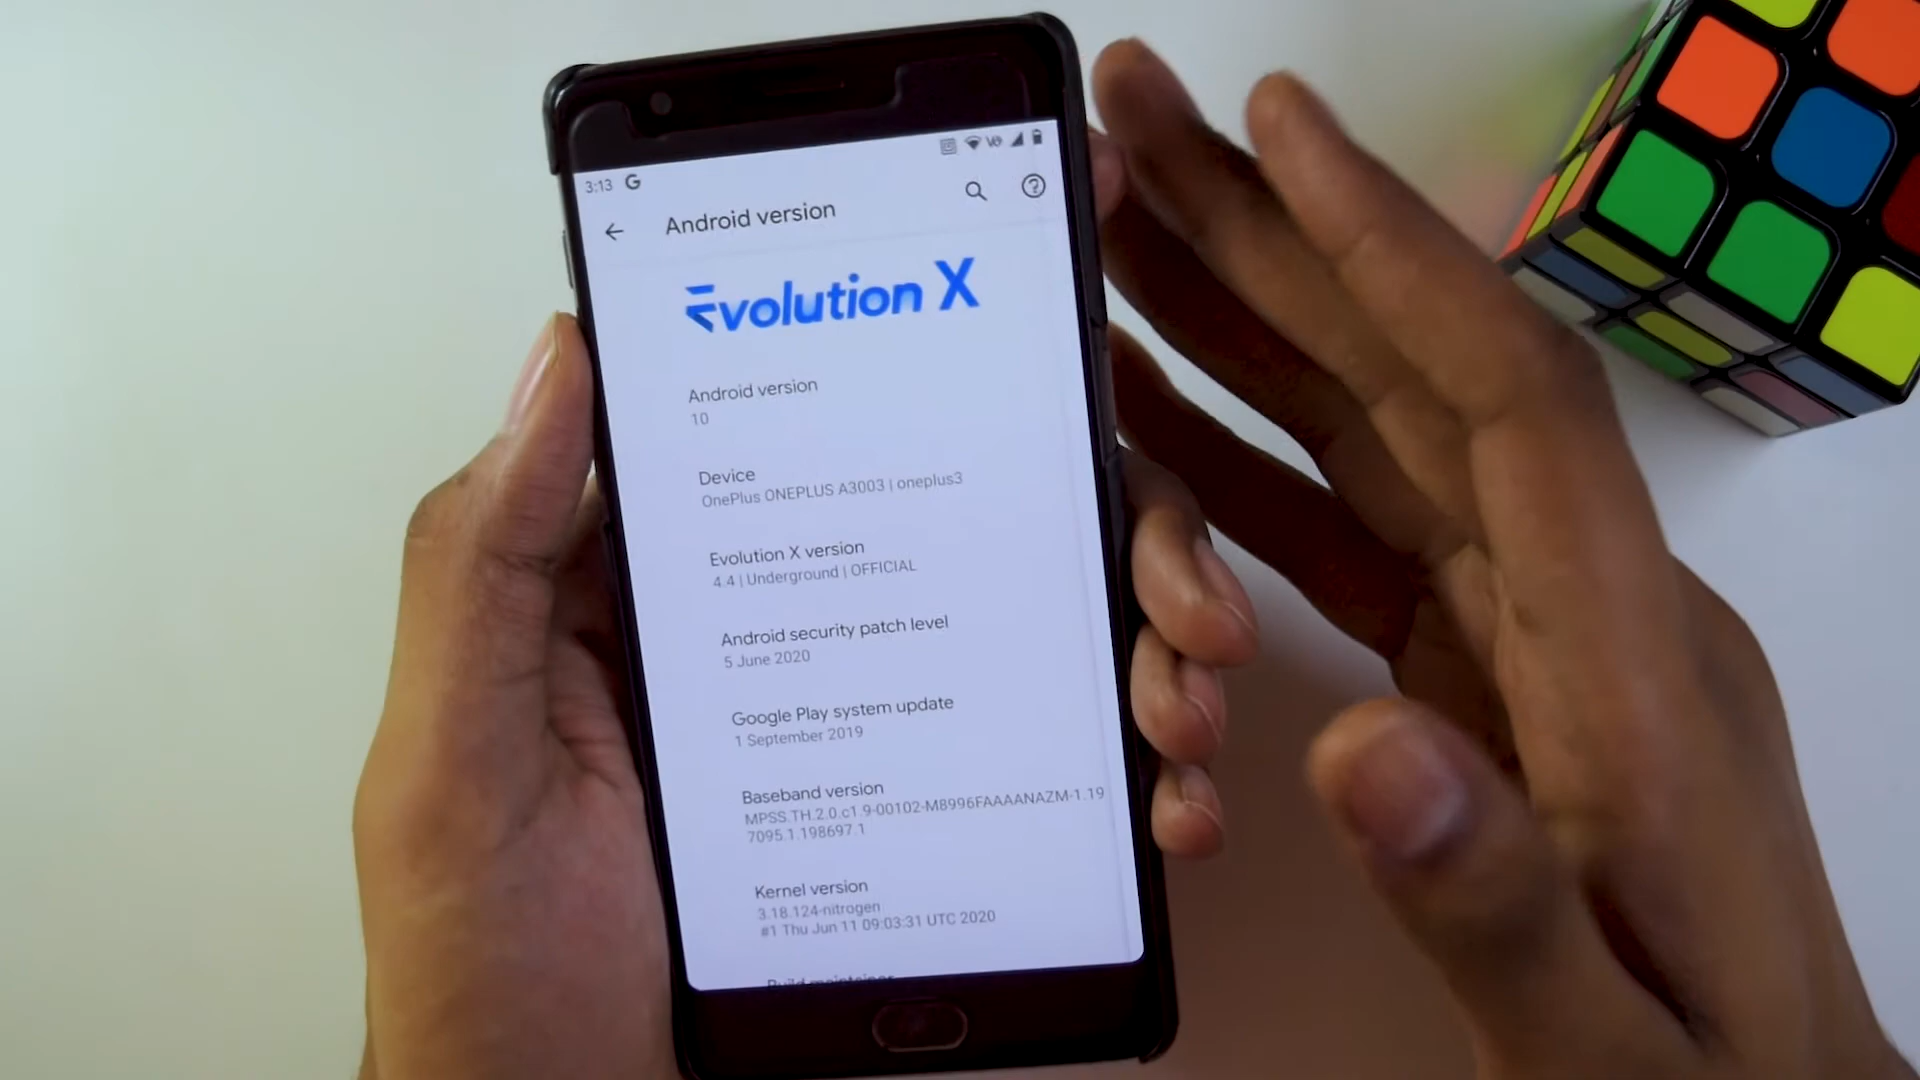 3:13 G
Android version
Evolution X
Android version
10
Device
OnePlus ONEPLUS A3003 | oneplus3
Evolution X version
4.4 | Underground | OFFICIAL
Android security patch level
5 June 2020
Google Play system update
1 September 2019
Baseband version
MPSS.TH.2.0.c1.9-00102-M8996FAAAANAZM-1.19
7095.1.198697.1
Kernel version
3.18.124-nitrogen
#1 Thu Jun 11 09:03:31 UTC 2020
Build maintainer